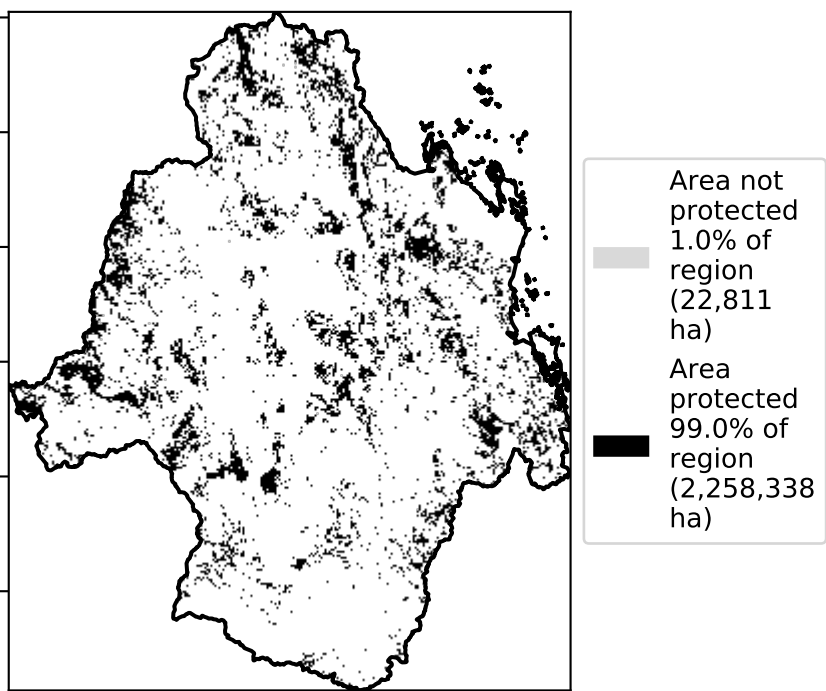 Area not
protected
1.0% of
region
(22,811
ha)
Area
protected
99.0% of
region
(2,258,338
ha)